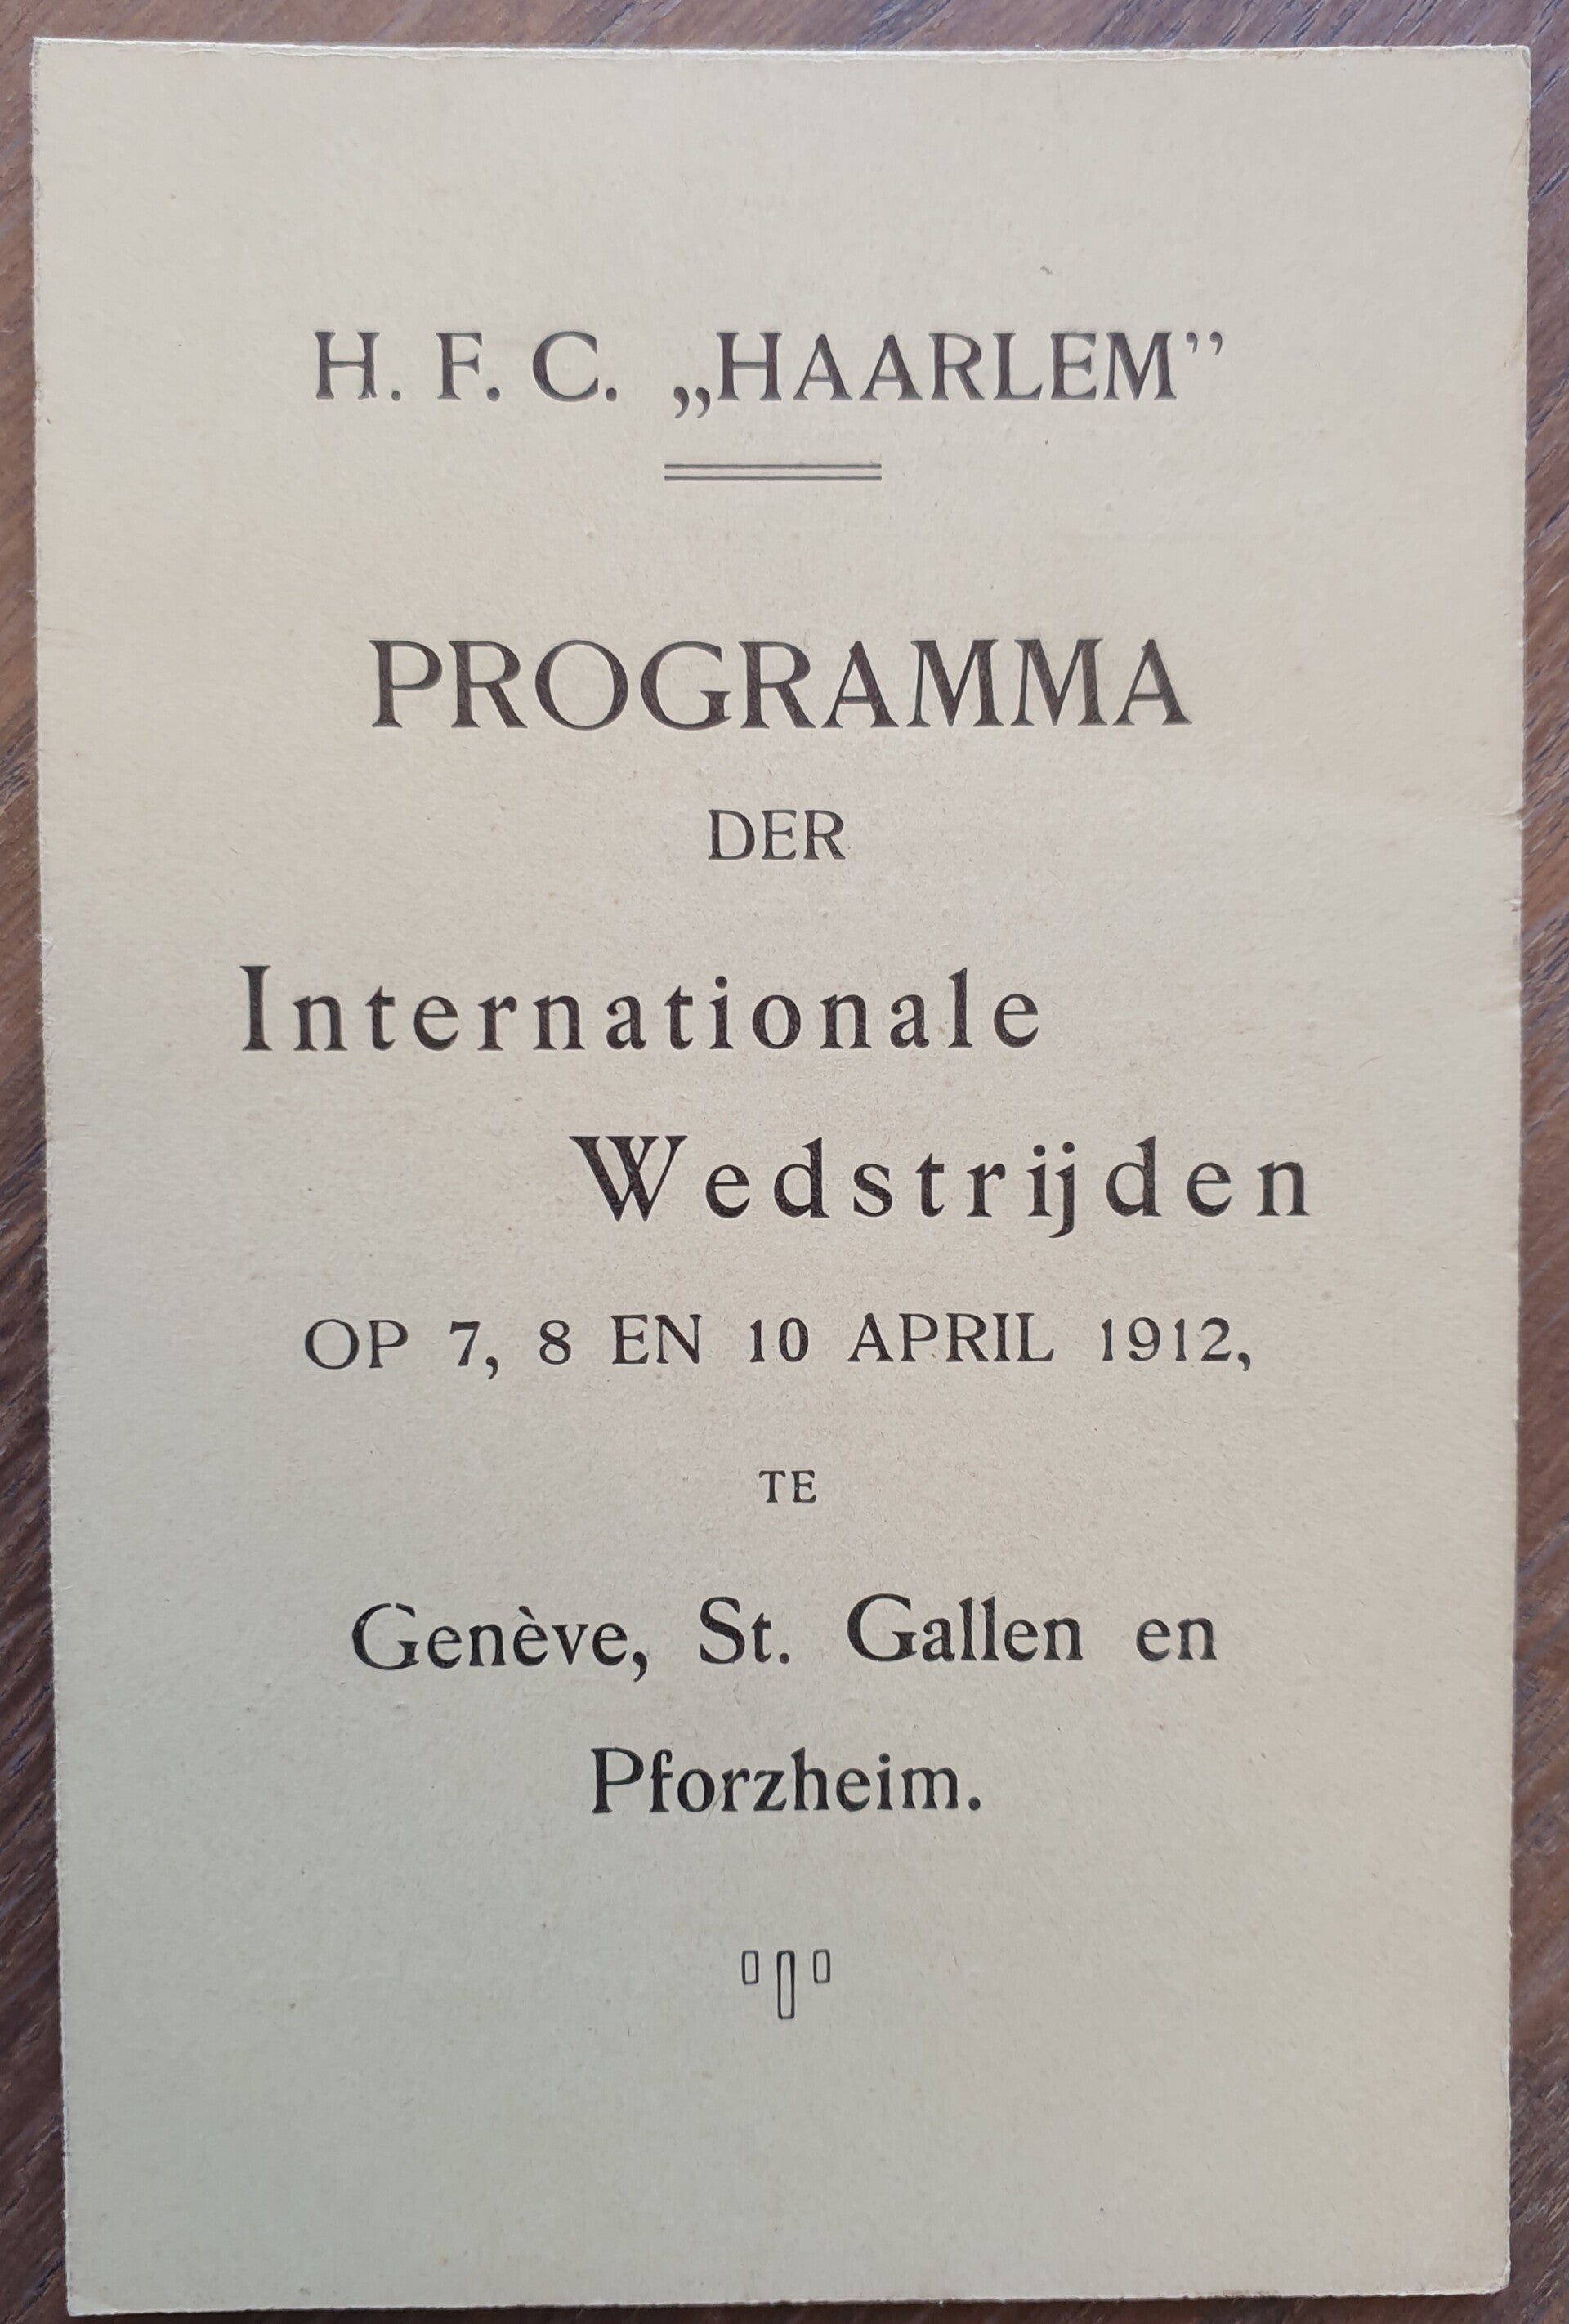 H. F. C. „HAARLEM”
PROGRAMMA
DER
Internationale
Wedstrijden
OP 7, 8 EN 10 APRIL 1912,
TE
Genève, St. Gallen en
Pforzheim.